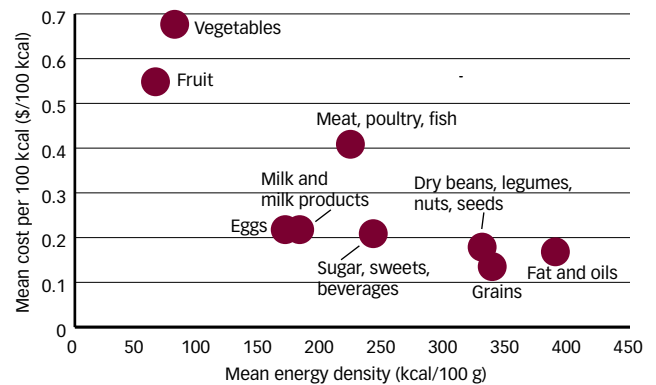 0.7
0.6
0.5
0.4
0.3
0.2
0.1
0
Mean cost per 100 kcal ($/100 kcal)
Vegetables
Fruit
Meat, poultry, fish
Milk and
milk products
Eggs
Dry beans, legumes,
nuts, seeds
Sugar, sweets,
beverages
Grains
Fat and oils
0 50 100 150 200 250 300 350 400 450
Mean energy density (kcal/100 g)